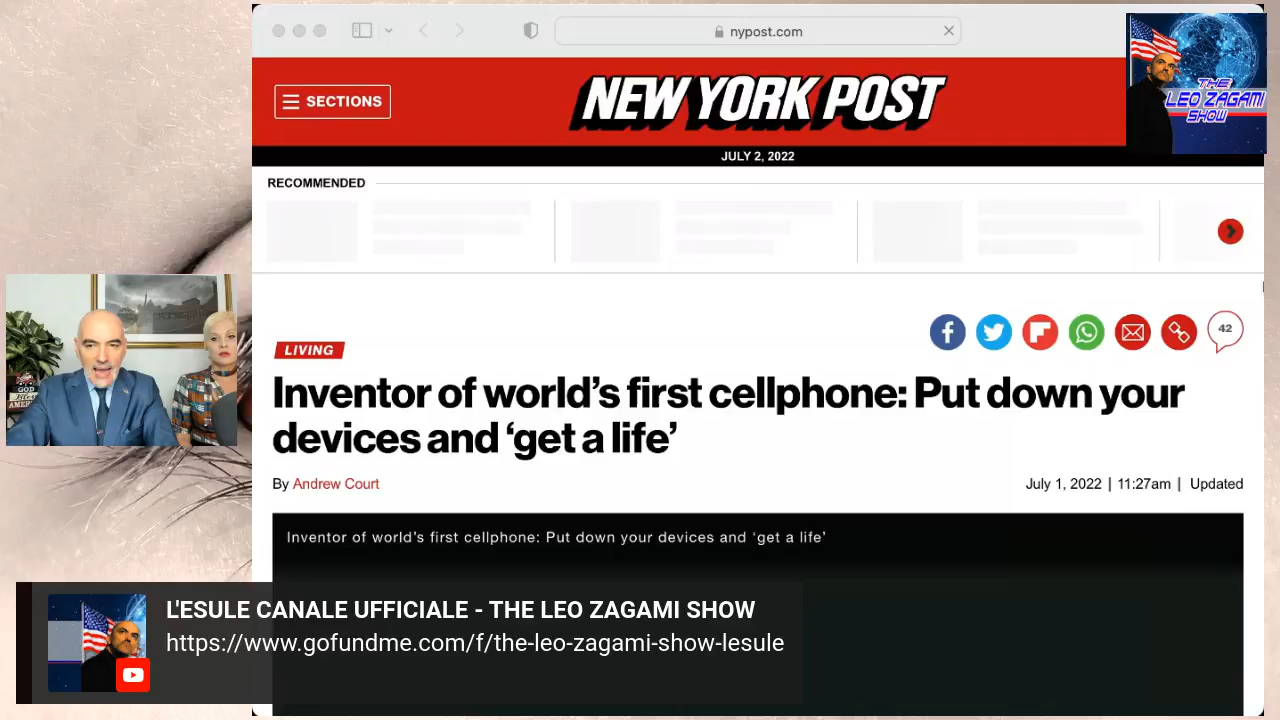 nypost.com
SECTIONS
NEW YORK POST
THE
LEO ZAGAMI
SHOW
JULY 2, 2022
RECOMMENDED
42
LIVING
Inventor of world’s first cellphone: Put down your
devices and ‘get a life’
By Andrew Court
July 1, 2022 | 11:27am | Updated
Inventor of world’s first cellphone: Put down your devices and ‘get a life’
GOD
AMERICA
L'ESULE CANALE UFFICIALE - THE LEO ZAGAMI SHOW
https://www.gofundme.com/f/the-leo-zagami-show-lesule